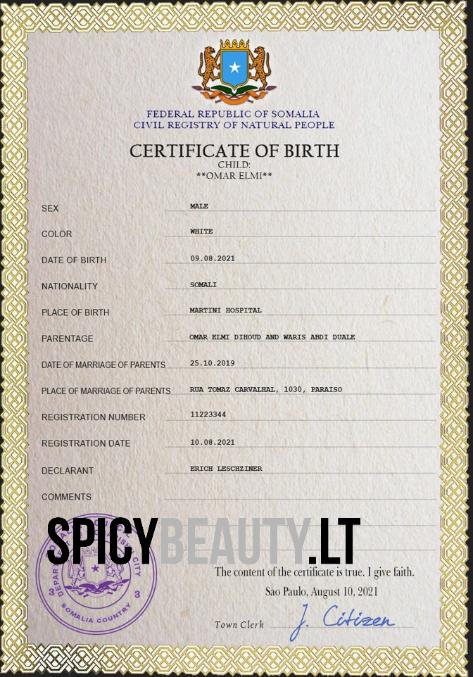 FEDERAL REPUBLIC OF SOMALIA
CIVIL REGISTRY OF NATURAL PEOPLE
CERTIFICATE OF BIRTH
CHILD:
**OMAR ELMI**
SEX MALE
COLOR WHITE
DATE OF BIRTH 09.08.2021
NATIONALITY SOMALI
PLACE OF BIRTH MARTINI HOSPITAL
PARENTAGE OMAR ELMI DIHOUD AND WARIS ABDI DUALE
DATE OF MARRIAGE OF PARENTS 25.10.2019
PLACE OF MARRIAGE OF PARENTS RUA TOMAZ CARVALHAL, 1030, PARAISO
REGISTRATION NUMBER 11223344
REGISTRATION DATE 10.08.2021
DECLARANT ERICH LESCHZINER
COMMENTS
SPICYBEAUTY.LT
CITY
3 3
SOMALIA COUNTRY
The content of the certificate is true. I give faith.
Sao Paulo, August 10, 2021
Town Clerk J. Citizen